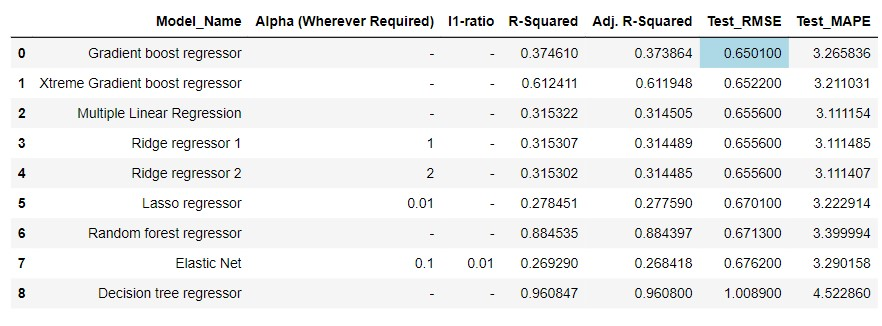 Model_Name Alpha (Wherever Required) l1-ratio R-Squared Adj. R-Squared Test_RMSE Test_MAPE
0 Gradient boost regressor - - 0.374610 0.373864 0.650100 3.265836
1 Xtreme Gradient boost regressor - - 0.612411 0.611948 0.652200 3.211031
2 Multiple Linear Regression - - 0.315322 0.314505 0.655600 3.111154
3 Ridge regressor 1 1 - 0.315307 0.314489 0.655600 3.111485
4 Ridge regressor 2 2 - 0.315302 0.314485 0.655600 3.111407
5 Lasso regressor 0.01 - 0.278451 0.277590 0.670100 3.222914
6 Random forest regressor - - 0.884535 0.884397 0.671300 3.399994
7 Elastic Net 0.1 0.01 0.269290 0.268418 0.676200 3.290158
8 Decision tree regressor - - 0.960847 0.960800 1.008900 4.522860